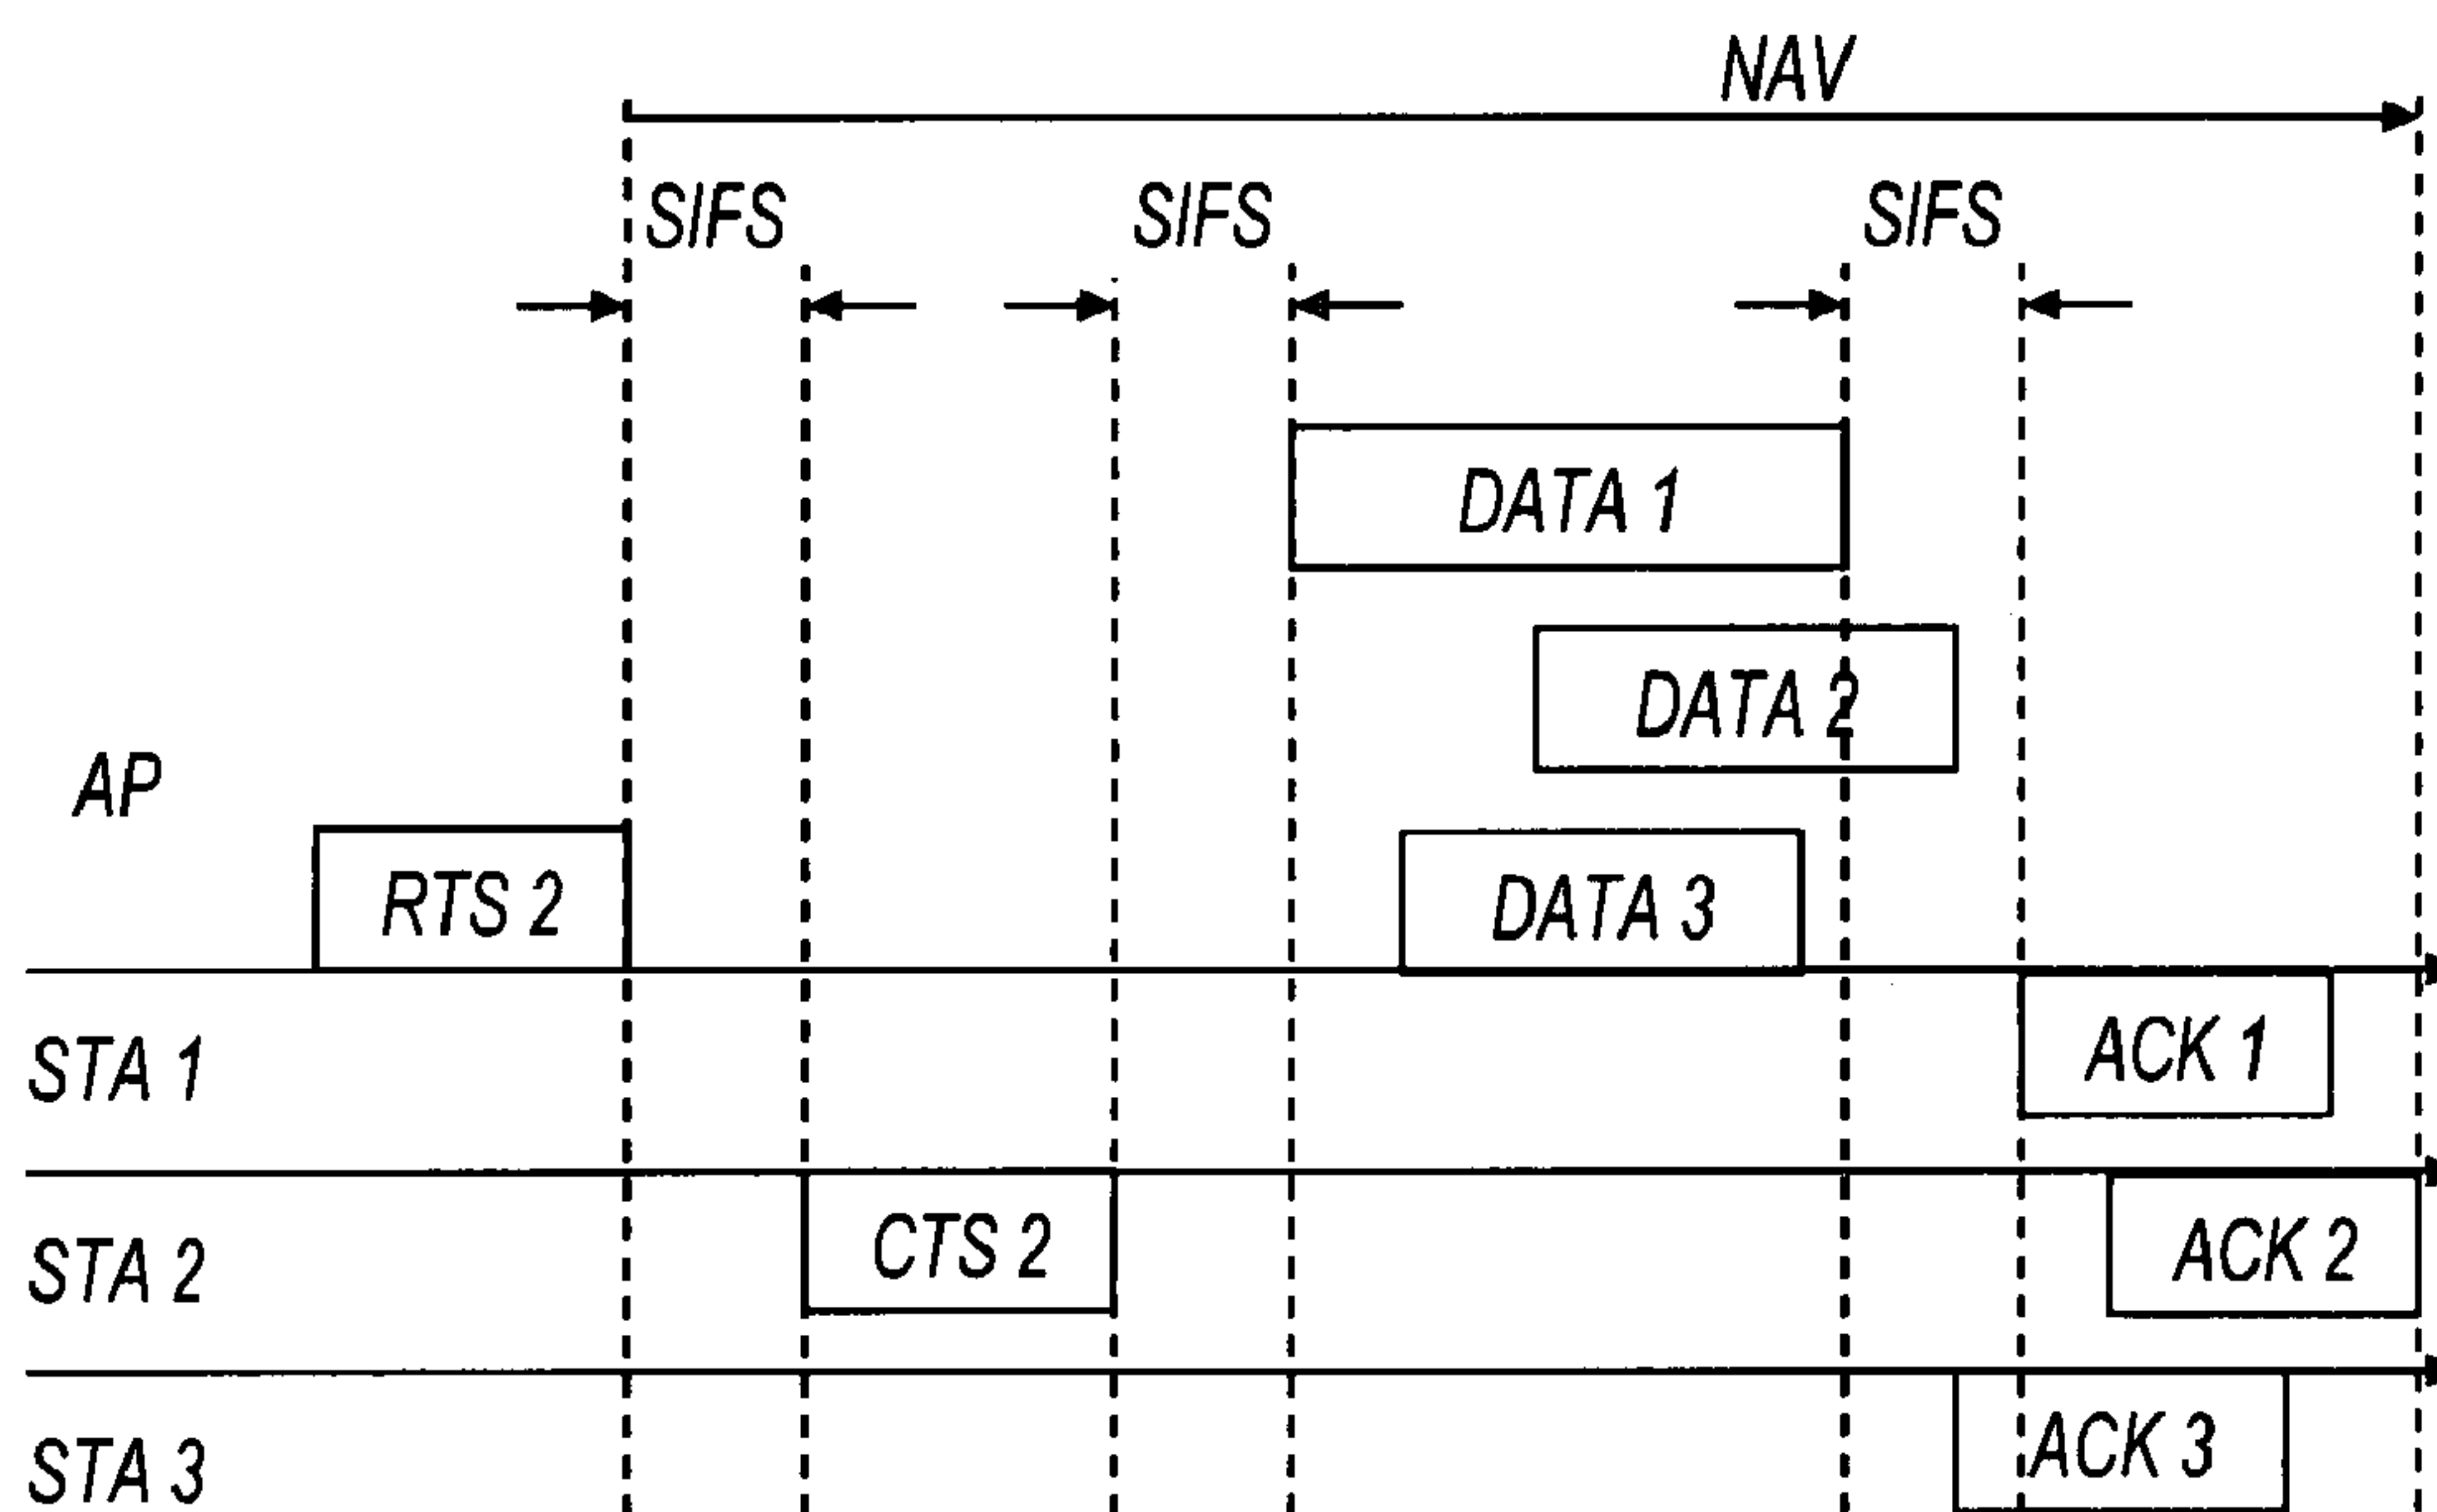 NAV
SIFS SIFS SIFS
DATA 1
DATA 2
AP
RTS 2 DATA 3
STA 1 ACK 1
STA 2 CTS 2 ACK 2
STA 3 ACK 3